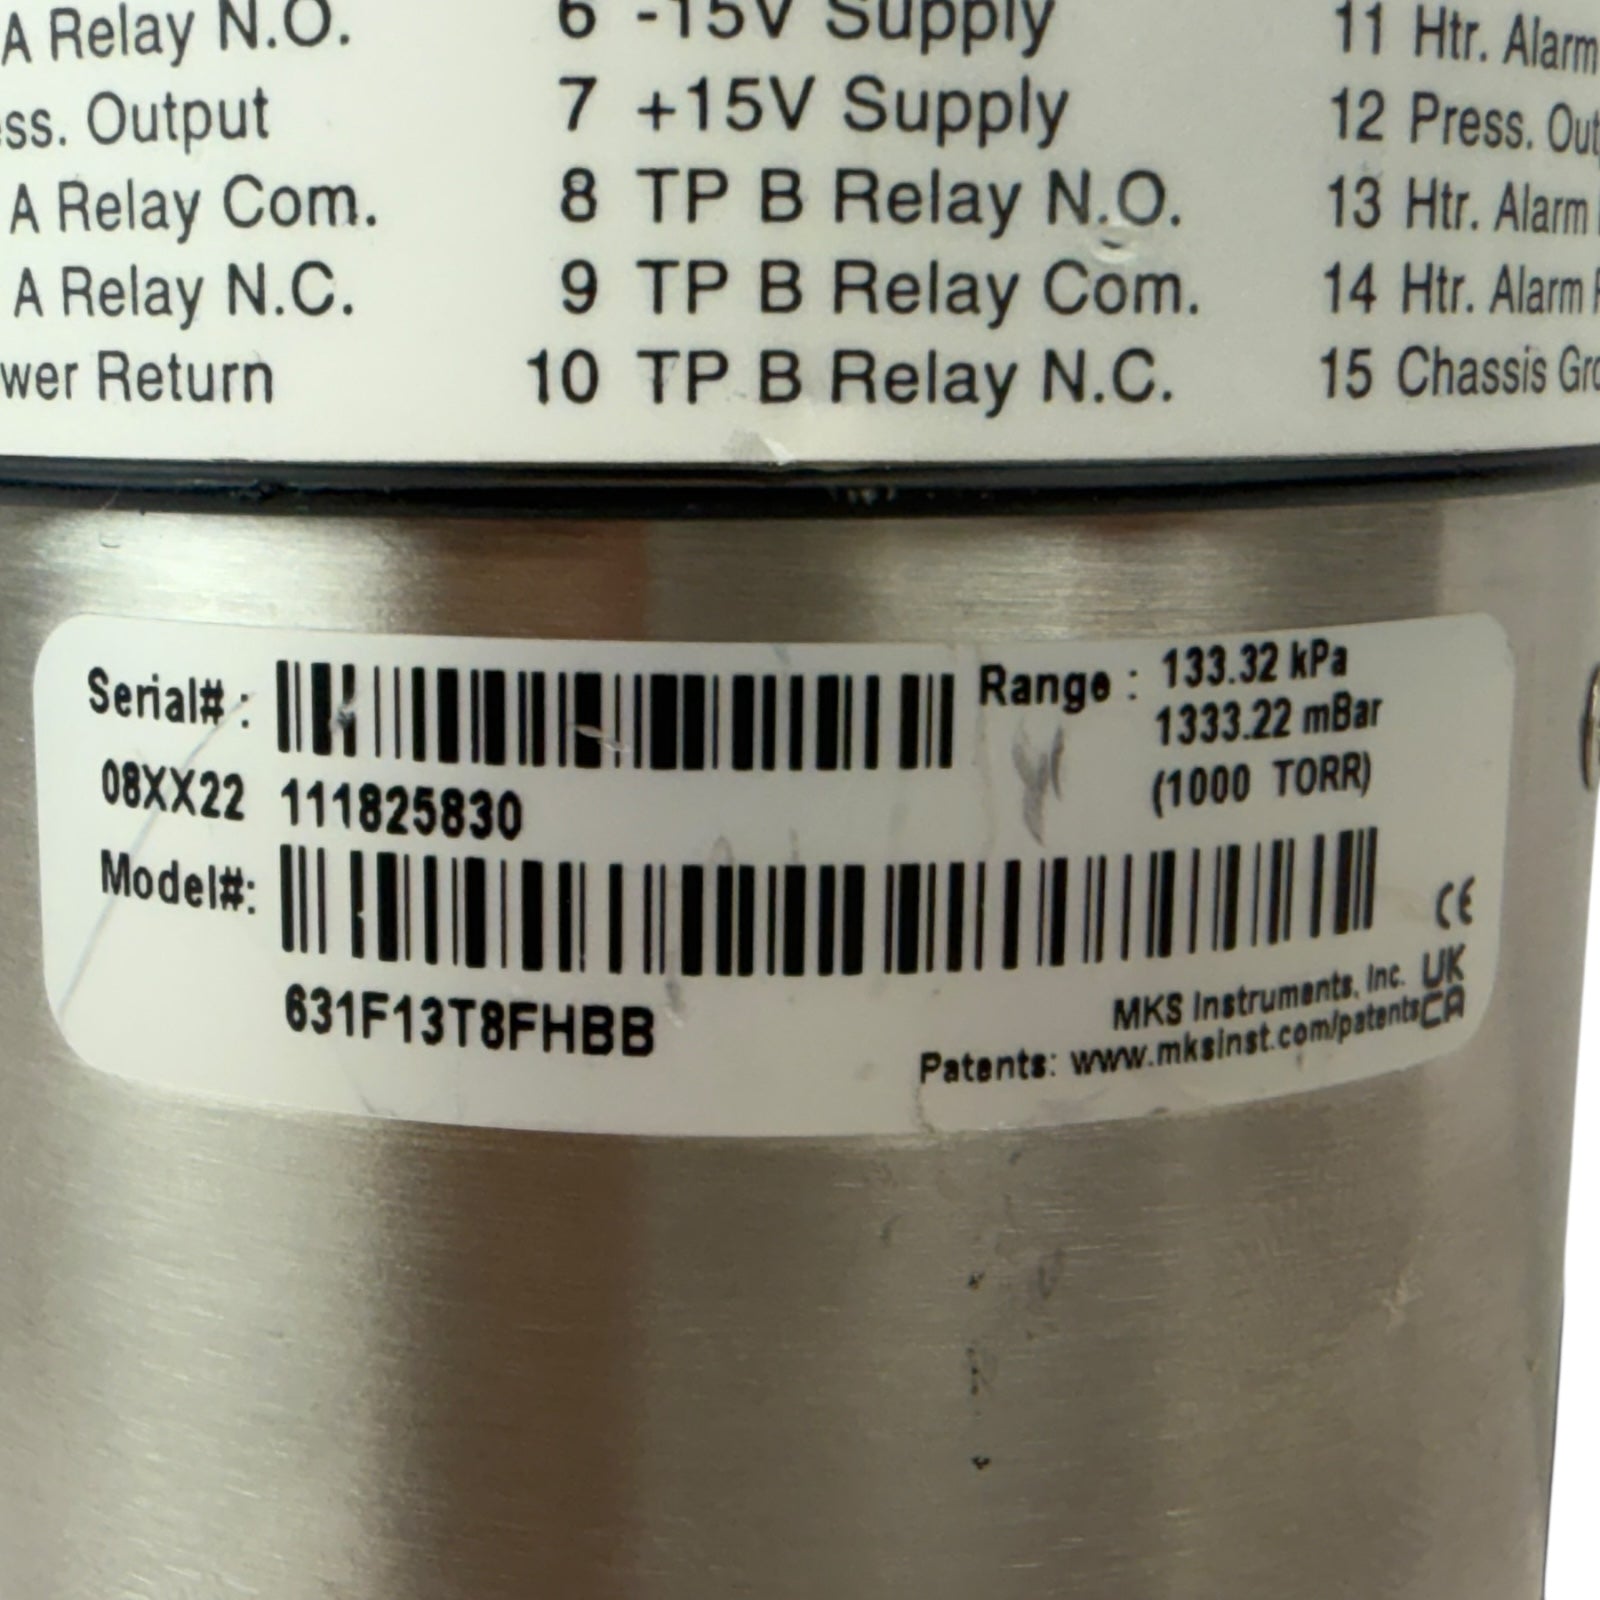 A Relay N.O.
ss. Output
A Relay Com.
A Relay N.C.
wer Return
6 -15V Supply
7 +15V Supply
8 TP B Relay N.O.
9 TP B Relay Com.
10 TP B Relay N.C.
11 Htr. Alarm
12 Press. Out
13 Htr. Alarm
14 Htr. Alarm
15 Chassis Gro
Serial# :
08XX22 111825830
Range : 133.32 kPa
1333.22 mBar
(1000 TORR)
Model#:
631F13T8FHBB
CE
MKS Instruments, Inc. UK
Patents: www.mksinst.com/patents CA